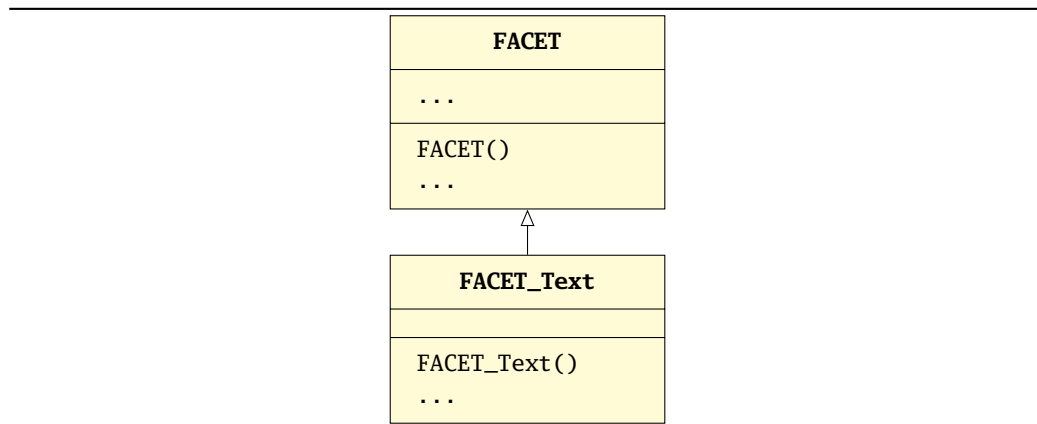 FACET
...
FACET()
...
FACET_Text
FACET_Text()
...